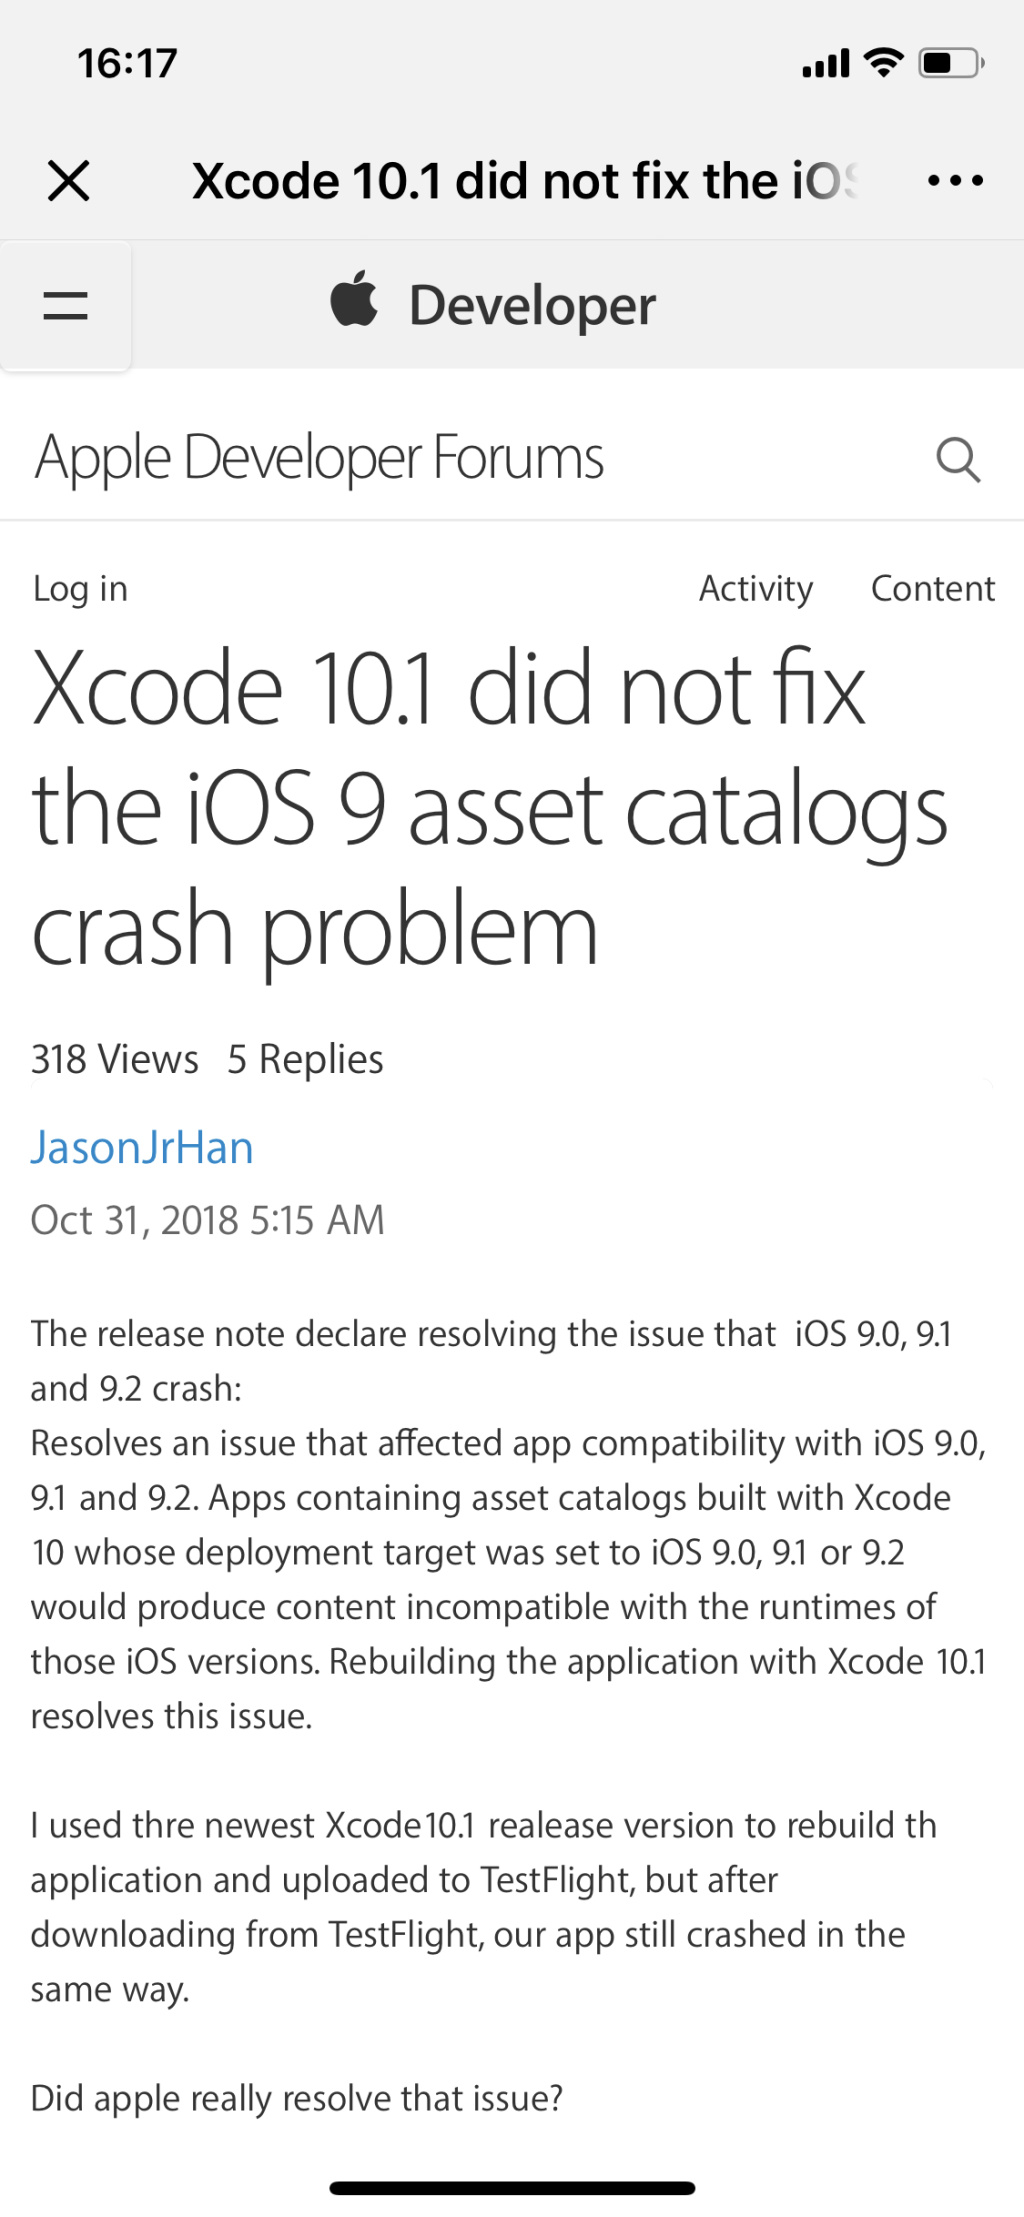 16:17
Xcode 10.1 did not fix the iOS
Developer
Apple Developer Forums
Log in Activity Content
Xcode 10.1 did not fix
the iOS 9 asset catalogs
crash problem
318 Views 5 Replies
JasonJrHan
Oct 31, 2018 5:15 AM
The release note declare resolving the issue that  iOS 9.0, 9.1
and 9.2 crash:
Resolves an issue that affected app compatibility with iOS 9.0,
9.1 and 9.2. Apps containing asset catalogs built with Xcode
10 whose deployment target was set to iOS 9.0, 9.1 or 9.2
would produce content incompatible with the runtimes of
those iOS versions. Rebuilding the application with Xcode 10.1
resolves this issue.
I used thre newest Xcode10.1 realease version to rebuild th
application and uploaded to TestFlight, but after
downloading from TestFlight, our app still crashed in the
same way.
Did apple really resolve that issue?